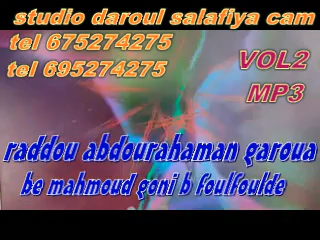 studio daroul salafiya cam
tel 675274275
tel 695274275
VOL2
MP3
raddou abdourahaman garoua
be mahmoud goni b foulfoulde